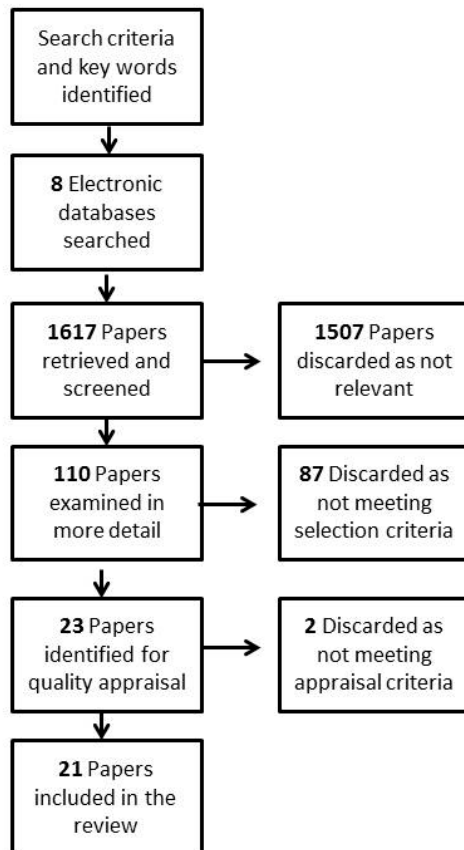 Search criteria
and key words
identified
8 Electronic
databases
searched
1617 Papers
retrieved and
screened
1507 Papers
discarded as not
relevant
110 Papers
examined in
more detail
87 Discarded as
not meeting
selection criteria
23 Papers
identified for
quality appraisal
2 Discarded as
not meeting
appraisal criteria
21 Papers
included in the
review